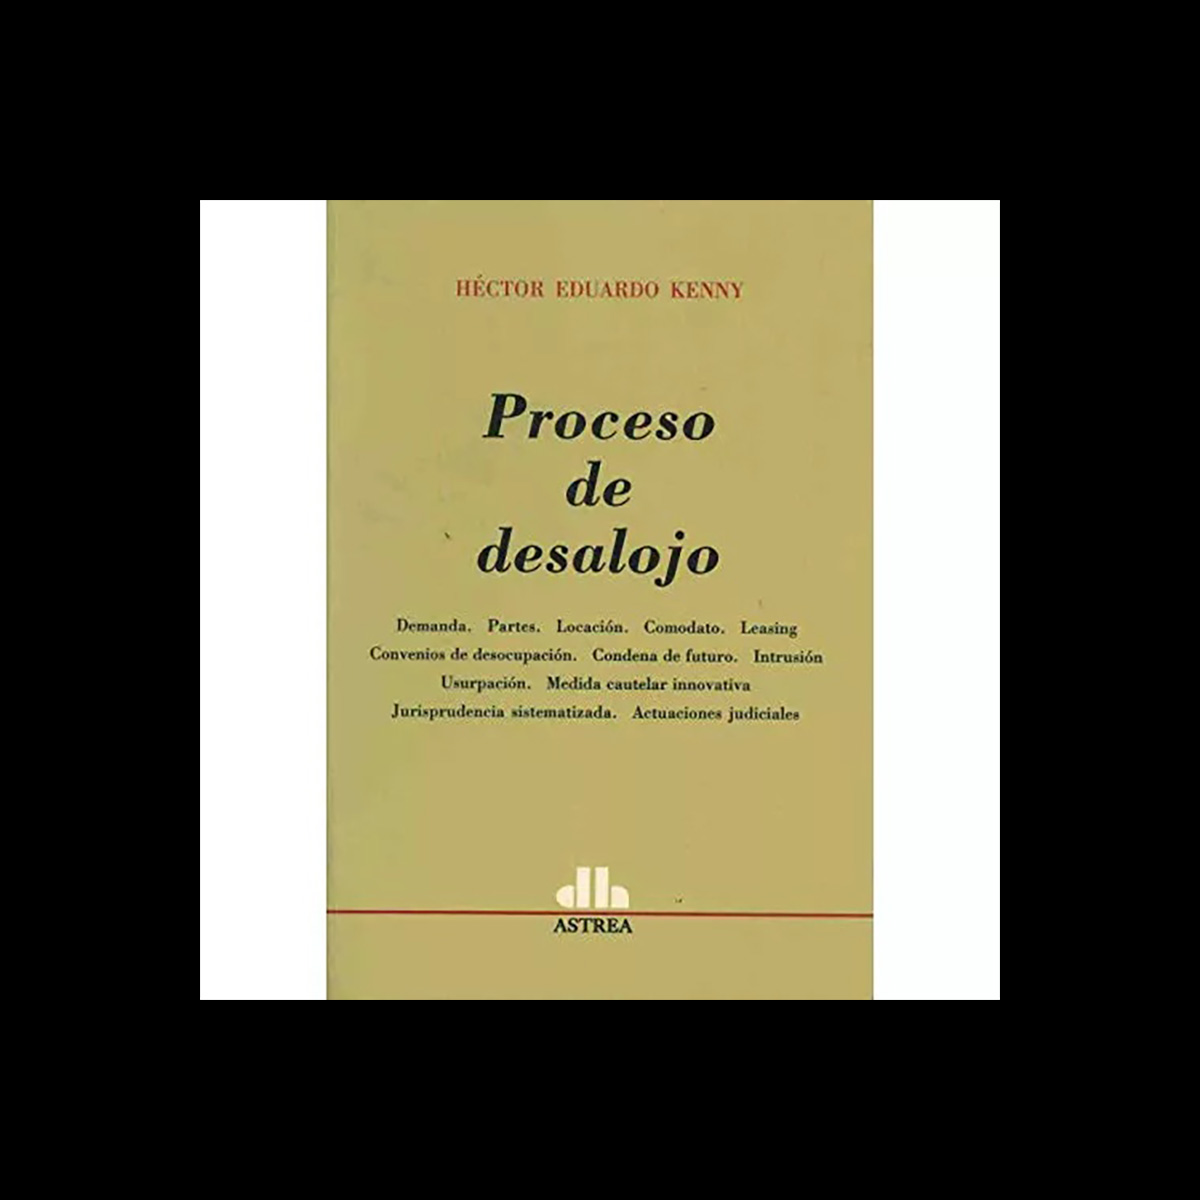 HÉCTOR EDUARDO KENNY
Proceso
de
desalojo
Demanda. Partes. Locación. Comodato. Leasing
Convenios de desocupación. Condena de futuro. Intrusión
Usurpación. Medida cautelar innovativa
Jurisprudencia sistematizada. Actuaciones judiciales
dh
ASTREA